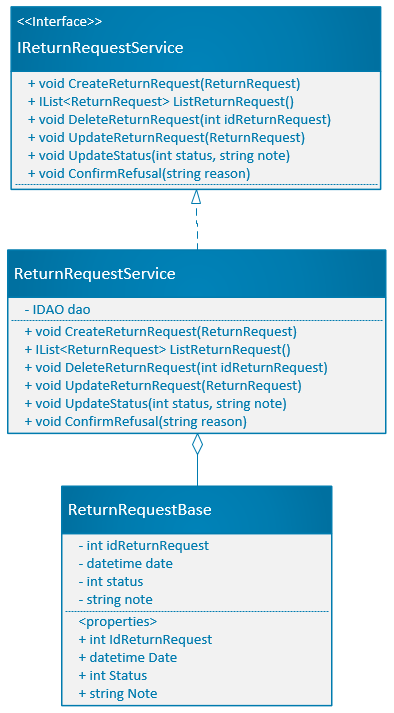 <<Interface>>
IReturnRequestService
+ void CreateReturnRequest(ReturnRequest)
+ IList<ReturnRequest> ListReturnRequest()
+ void DeleteReturnRequest(int idReturnRequest)
+ void UpdateReturnRequest(ReturnRequest)
+ void UpdateStatus(int status, string note)
+ void ConfirmRefusal(string reason)
ReturnRequestService
- IDAO dao
+ void CreateReturnRequest(ReturnRequest)
+ IList<ReturnRequest> ListReturnRequest()
+ void DeleteReturnRequest(int idReturnRequest)
+ void UpdateReturnRequest(ReturnRequest)
+ void UpdateStatus(int status, string note)
+ void ConfirmRefusal(string reason)
ReturnRequestBase
- int idReturnRequest
- datetime date
- int status
- string note
<properties>
+ int IdReturnRequest
+ datetime Date
+ int Status
+ string Note